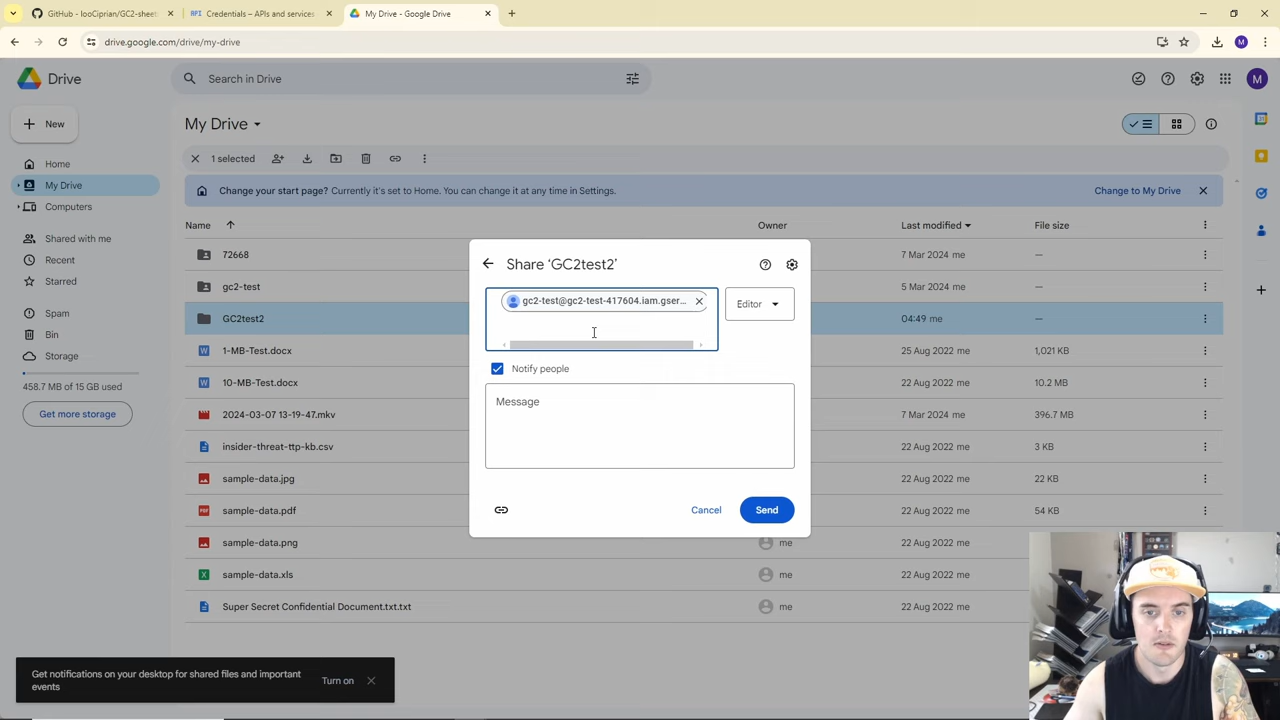 GitHub - looCiprian/GC2-sheet
API Credentials – APIs and services
My Drive - Google Drive
drive.google.com/drive/my-drive
M
Drive
Search in Drive
M
New
My Drive
Home
1 selected
My Drive
Change your start page? Currently it's set to Home. You can change it at any time in Settings.
Change to My Drive
Computers
Name
Owner
Last modified
File size
Shared with me
72668
7 Mar 2024 me
—
Recent
Starred
gc2-test
5 Mar 2024 me
—
Share ‘GC2test2’
gc2-test@gc2-test-417604.iam.gser...
Editor
Spam
GC2test2
04:49 me
—
Bin
Storage
1-MB-Test.docx
25 Aug 2022 me
1,021 KB
458.7 MB of 15 GB used
Notify people
10-MB-Test.docx
22 Aug 2022 me
10.2 MB
Get more storage
Message
2024-03-07 13-19-47.mkv
7 Mar 2024 me
396.7 MB
insider-threat-ttp-kb.csv
22 Aug 2022 me
3 KB
sample-data.jpg
22 Aug 2022 me
22 KB
Cancel
Send
sample-data.pdf
22 Aug 2022 me
54 KB
PDF
sample-data.png
me
22 Aug 2022 me
sample-data.xls
me
22 Aug 2022 me
Super Secret Confidential Document.txt.txt
me
22 Aug 2022 me
Get notifications on your desktop for shared files and important
events
Turn on